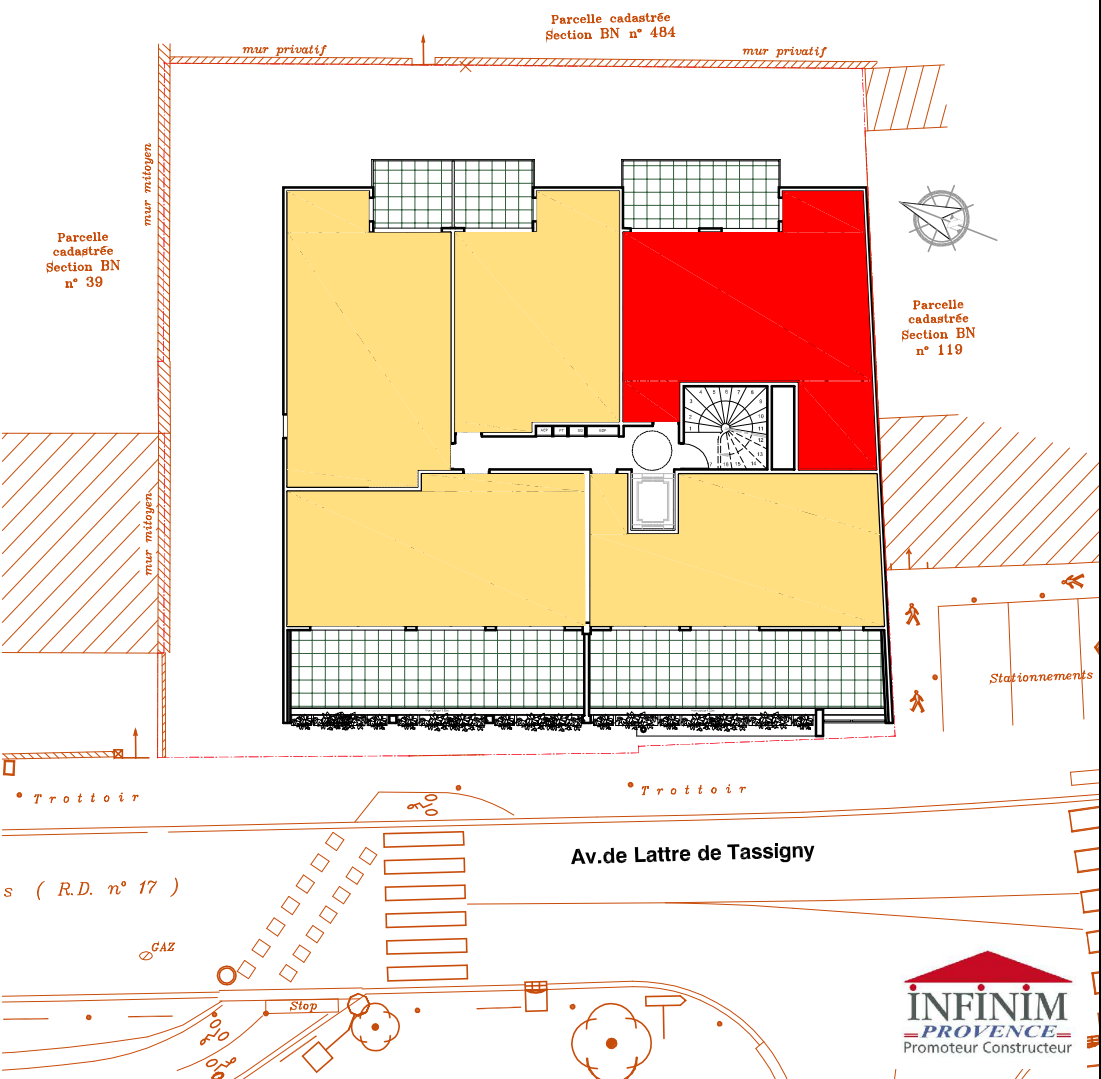 Parcelle cadastrée
Section BN n° 484
mur privatif
mur privatif
mur mitoyen
Parcelle
cadastrée
Section BN
n° 39
Parcelle
cadastrée
Section BN
n° 119
mur mitoyen
Stationnements
Trottoir
Trottoir
Av.de Lattre de Tassigny
s ( R.D. n° 17 )
GAZ
Stop
INFINIM
PROVENCE
Promoteur Constructeur